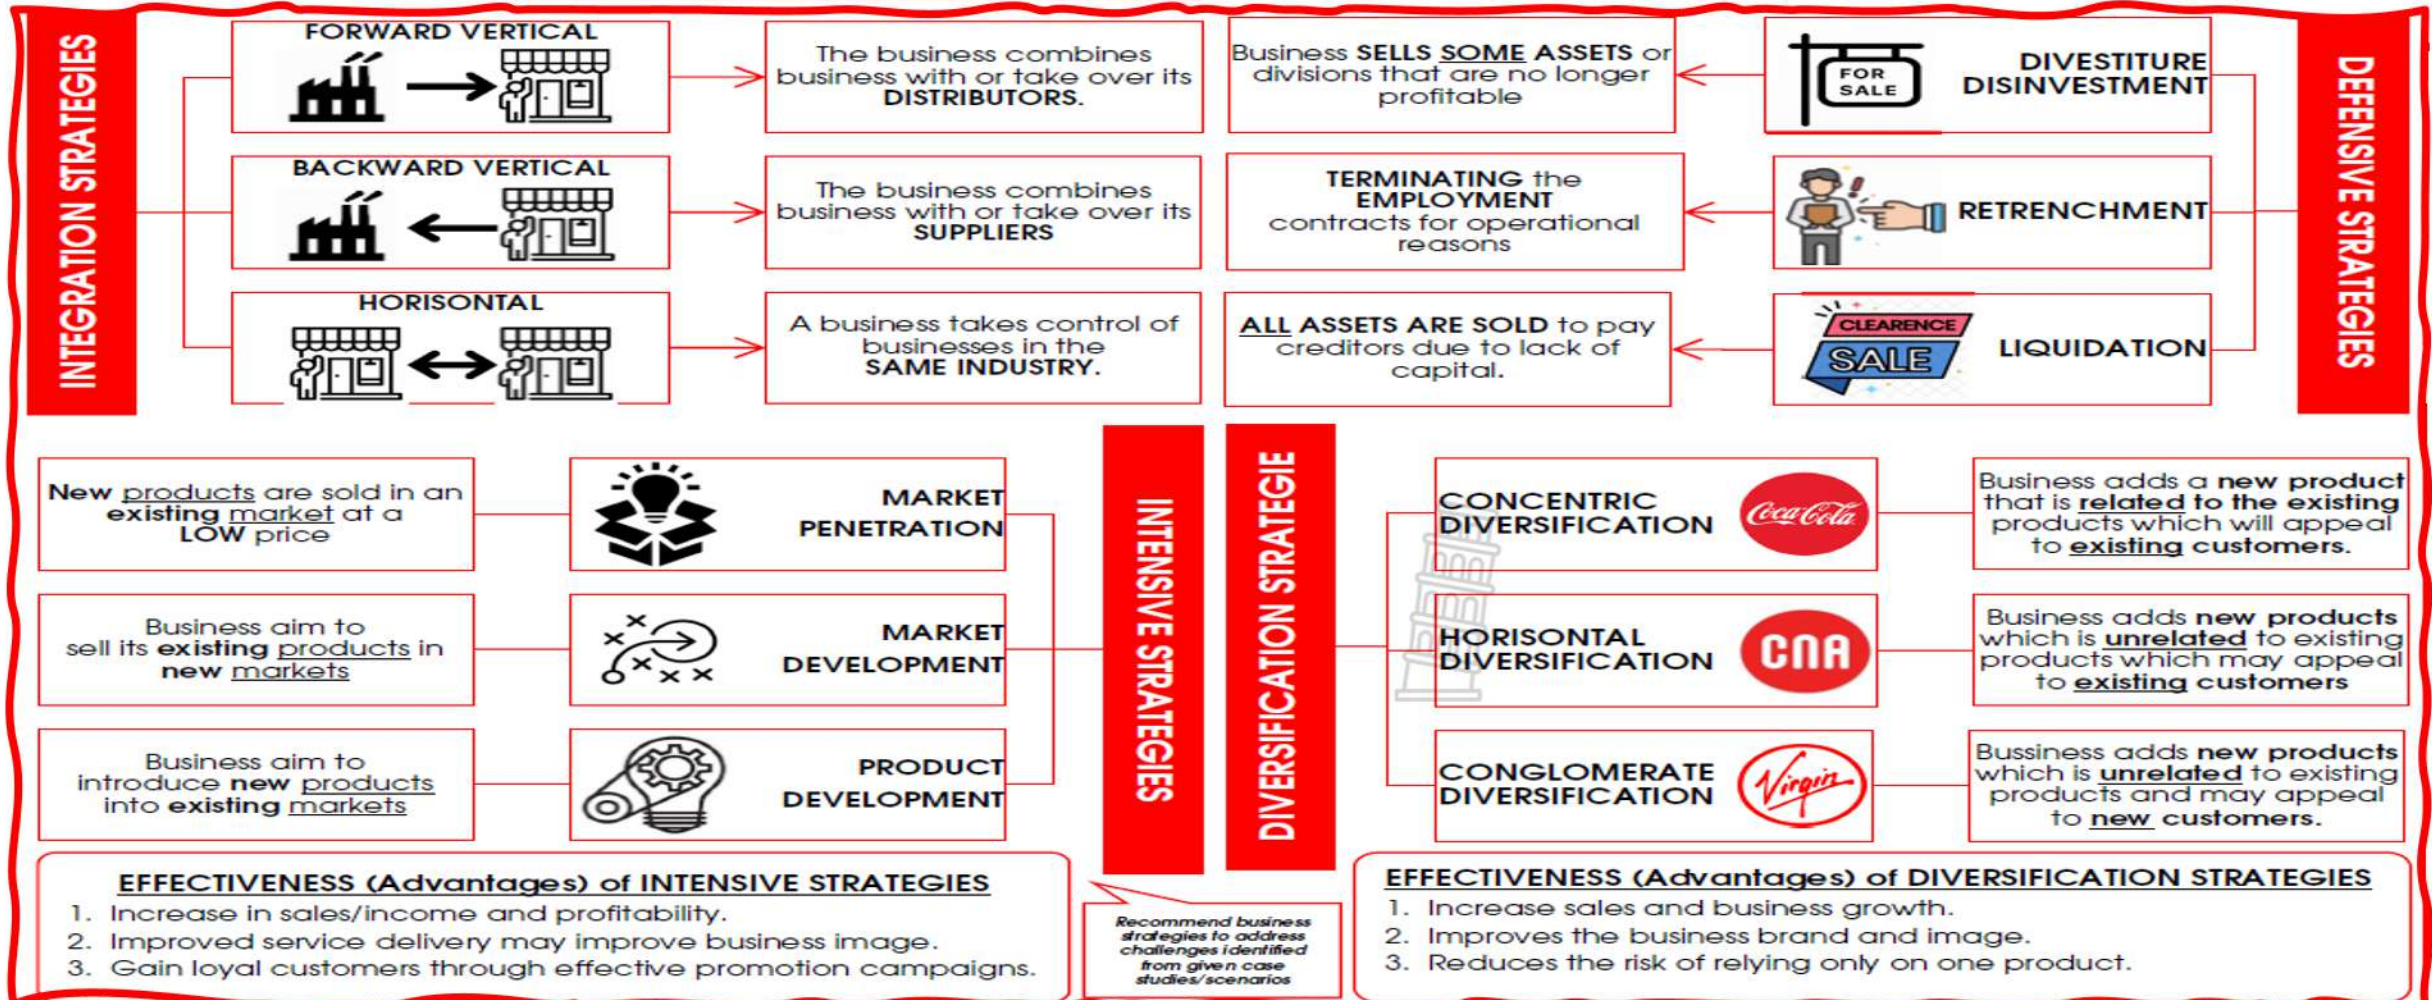 INTEGRATION STRATEGIES
FORWARD VERTICAL
The business combines
business with or take over its
DISTRIBUTORS.
BACKWARD VERTICAL
The business combines
business with or take over its
SUPPLIERS
HORISONTAL
A business takes control of
businesses in the
SAME INDUSTRY.
DEFENSIVE STRATEGIES
FOR
SALE
DIVESTITURE
DISINVESTMENT
Business SELLS SOME ASSETS or
divisions that are no longer
profitable
RETRENCHMENT
TERMINATING the
EMPLOYMENT
contracts for operational
reasons
CLEARENCE
SALE
LIQUIDATION
ALL ASSETS ARE SOLD to pay
creditors due to lack of
capital.
INTENSIVE STRATEGIES
MARKET
PENETRATION
New products are sold in an
existing market at a
LOW price
MARKET
DEVELOPMENT
Business aim to
sell its existing products in
new markets
PRODUCT
DEVELOPMENT
Business aim to
introduce new products
into existing markets
DIVERSIFICATION STRATEGIE
CONCENTRIC
DIVERSIFICATION
Coca-Cola
Business adds a new product
that is related to the existing
products which will appeal
to existing customers.
HORISONTAL
DIVERSIFICATION
CNA
Business adds new products
which is unrelated to existing
products which may appeal
to existing customers
CONGLOMERATE
DIVERSIFICATION
Virgin
Bussiness adds new products
which is unrelated to existing
products and may appeal
to new customers.
EFFECTIVENESS (Advantages) of INTENSIVE STRATEGIES
1. Increase in sales/income and profitability.
2. Improved service delivery may improve business image.
3. Gain loyal customers through effective promotion campaigns.
Recommend business
strategies to address
challenges identified
from given case
studies/scenarios
EFFECTIVENESS (Advantages) of DIVERSIFICATION STRATEGIES
1. Increase sales and business growth.
2. Improves the business brand and image.
3. Reduces the risk of relying only on one product.